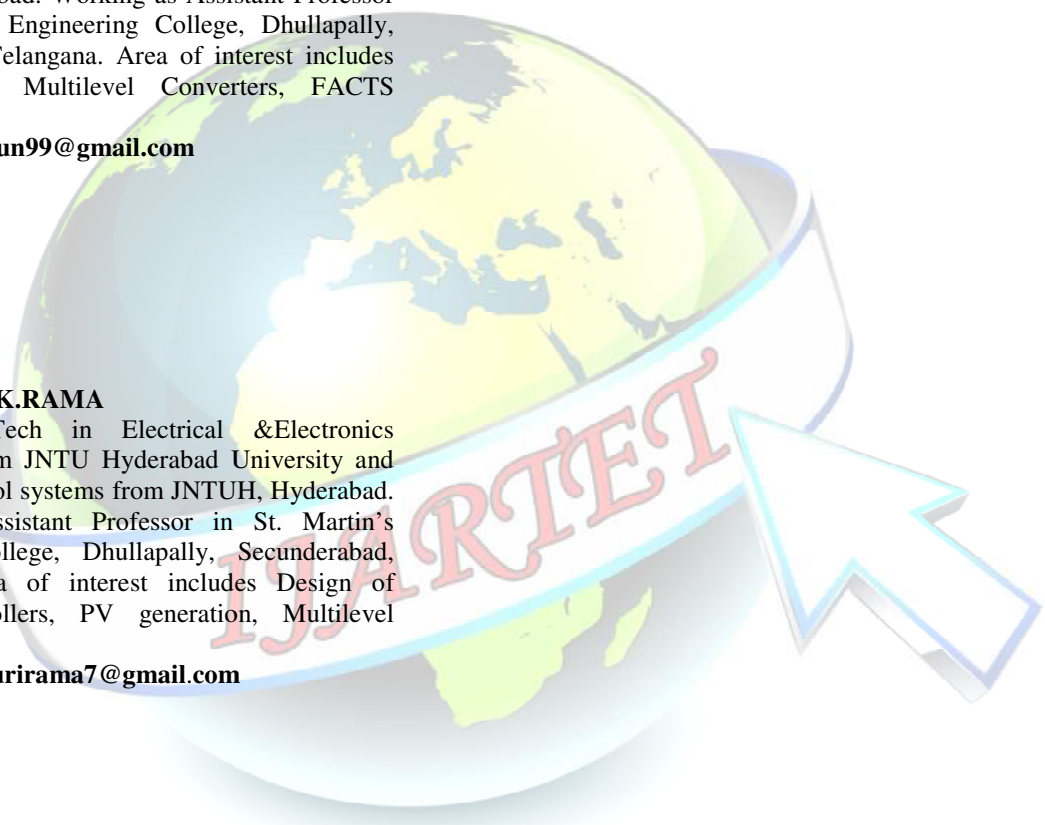 bad. Working as Assistant Professor
Engineering College, Dhullapally,
Telangana. Area of interest includes
Multilevel Converters, FACTS
un99@gmail.com
K.RAMA
Tech in Electrical &Electronics
m JNTU Hyderabad University and
ol systems from JNTUH, Hyderabad.
ssistant Professor in St. Martin's
ollege, Dhullapally, Secunderabad,
a of interest includes Design of
ollers, PV generation, Multilevel
urirama7@gmail.com
IJARTET